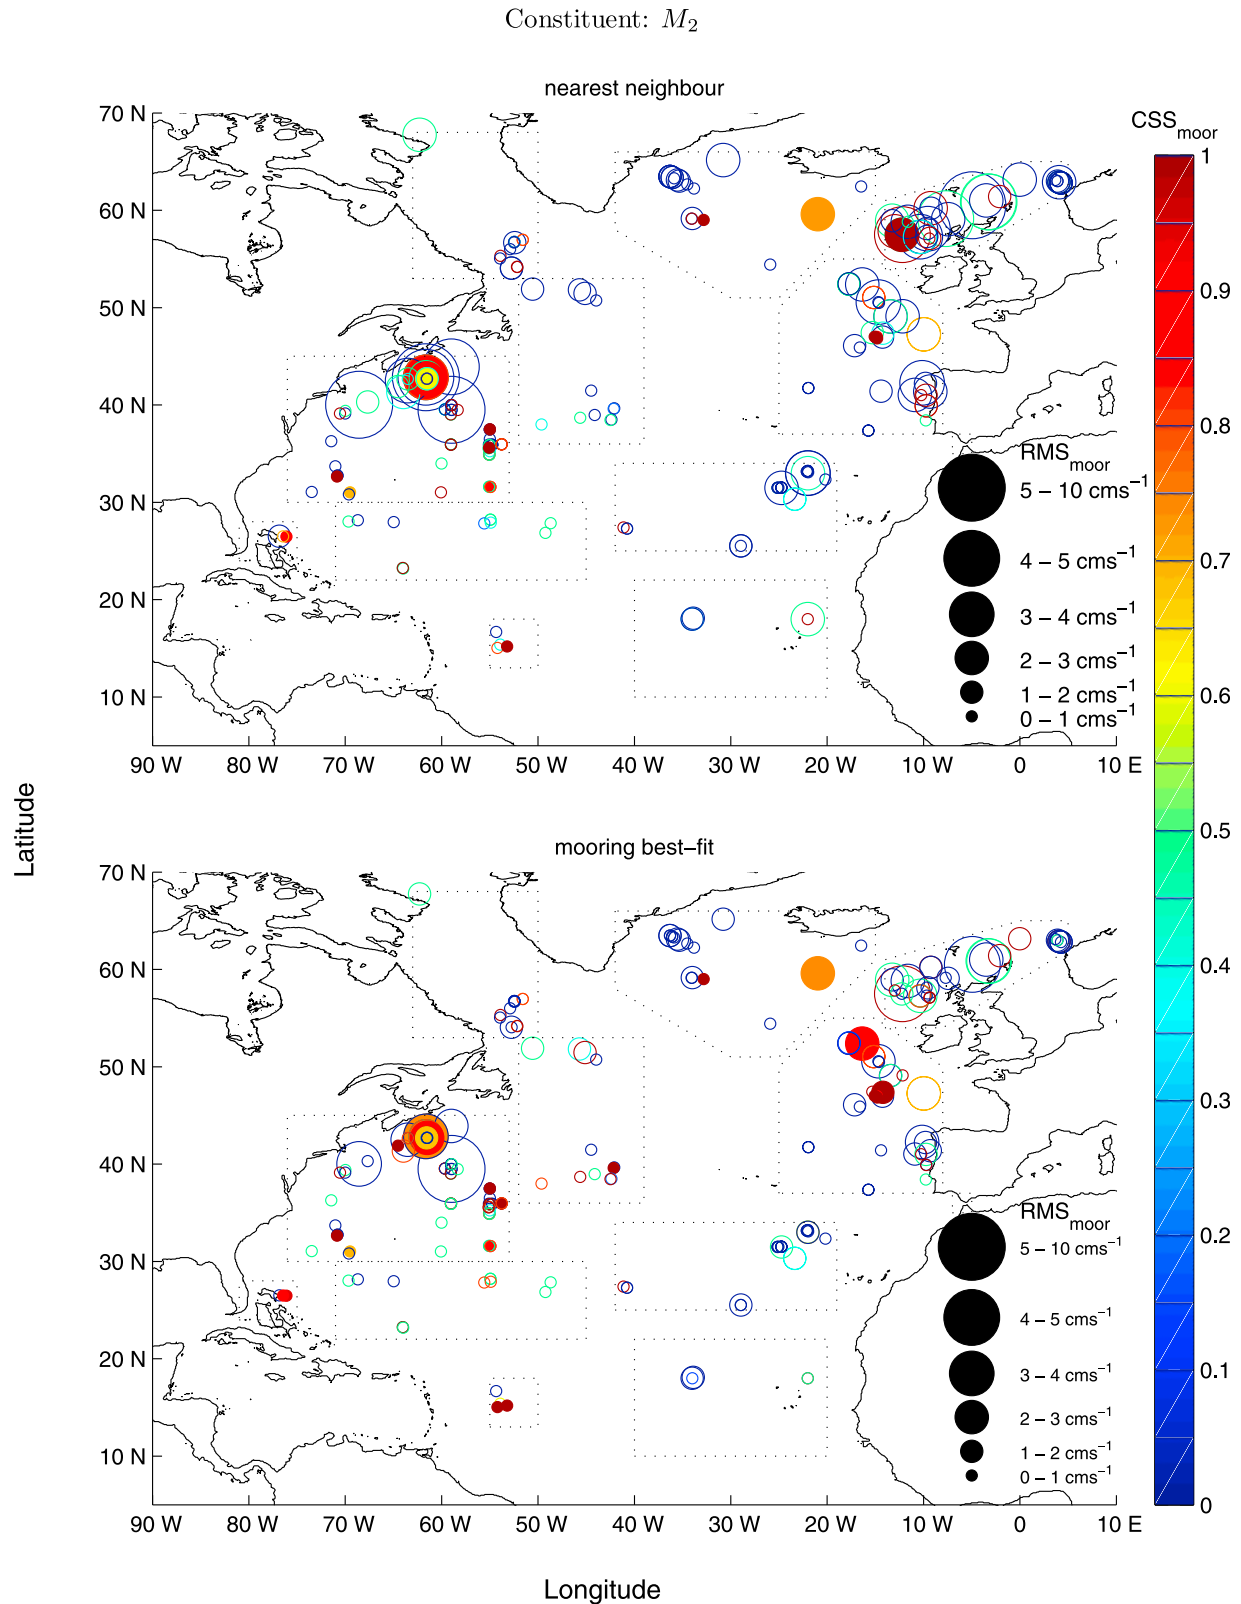 Constituent: M₂
nearest neighbour
CSS_moor
70 N
60 N
50 N
40 N
30 N
20 N
10 N
90 W 80 W 70 W 60 W 50 W 40 W 30 W 20 W 10 W 0 10 E
RMS_moor
5 – 10 cms⁻¹
4 – 5 cms⁻¹
3 – 4 cms⁻¹
2 – 3 cms⁻¹
1 – 2 cms⁻¹
0 – 1 cms⁻¹
1
0.9
0.8
0.7
0.6
0.5
0.4
0.3
0.2
0.1
0
Latitude
mooring best–fit
70 N
60 N
50 N
40 N
30 N
20 N
10 N
90 W 80 W 70 W 60 W 50 W 40 W 30 W 20 W 10 W 0 10 E
RMS_moor
5 – 10 cms⁻¹
4 – 5 cms⁻¹
3 – 4 cms⁻¹
2 – 3 cms⁻¹
1 – 2 cms⁻¹
0 – 1 cms⁻¹
Longitude